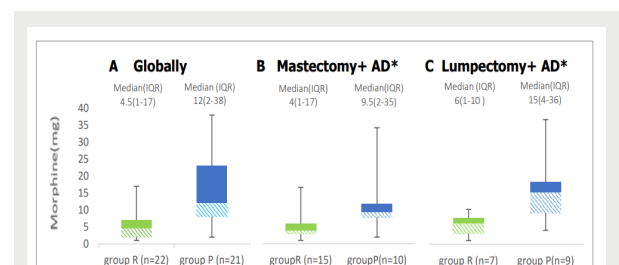 A Globally
B Mastectomy+ AD*
C Lumpectomy+ AD*
Median(IQR)
4.5(1-17)
Median(IQR)
12(2-38)
Median(IQR)
4(1-17)
Median(IQR)
9.5(2-35)
Median(IQR)
6(1-10 )
Median(IQR)
15(4-36)
Morphine(mg)
40
35
30
25
20
15
10
5
0
group R (n=22)
group P (n=21)
groupR (n=15)
groupP(n=10)
group R (n=7)
group P(n=9)